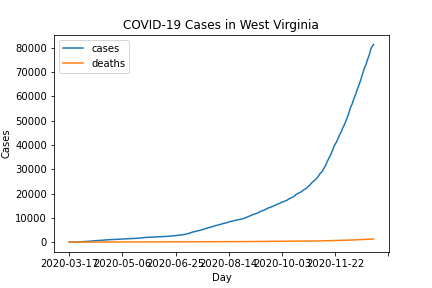 COVID-19 Cases in West Virginia
cases
deaths
80000
70000
60000
50000
40000
30000
20000
10000
0
Cases
2020-03-17 2020-05-06 2020-06-25 2020-08-14 2020-10-03 2020-11-22
Day